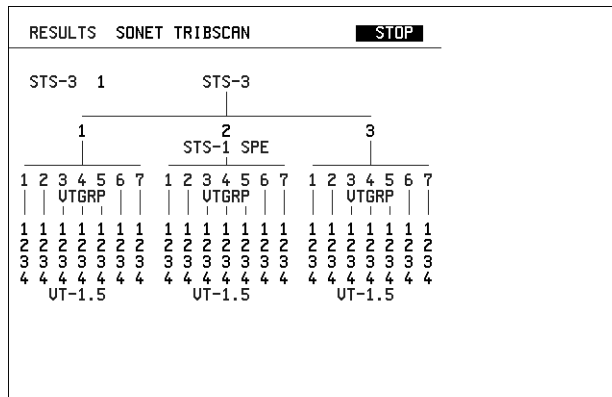 RESULTS SONET TRIBSCAN STOP
STS-3 1 STS-3
1 2 3
STS-1 SPE
1 2 3 4 5 6 7 1 2 3 4 5 6 7 1 2 3 4 5 6 7
VTGRP VTGRP VTGRP
1 1 1 1 1 1 1 1 1 1 1 1 1 1 1 1 1 1 1 1 1
2 2 2 2 2 2 2 2 2 2 2 2 2 2 2 2 2 2 2 2 2
3 3 3 3 3 3 3 3 3 3 3 3 3 3 3 3 3 3 3 3 3
4 4 4 4 4 4 4 4 4 4 4 4 4 4 4 4 4 4 4 4 4
VT-1.5 VT-1.5 VT-1.5